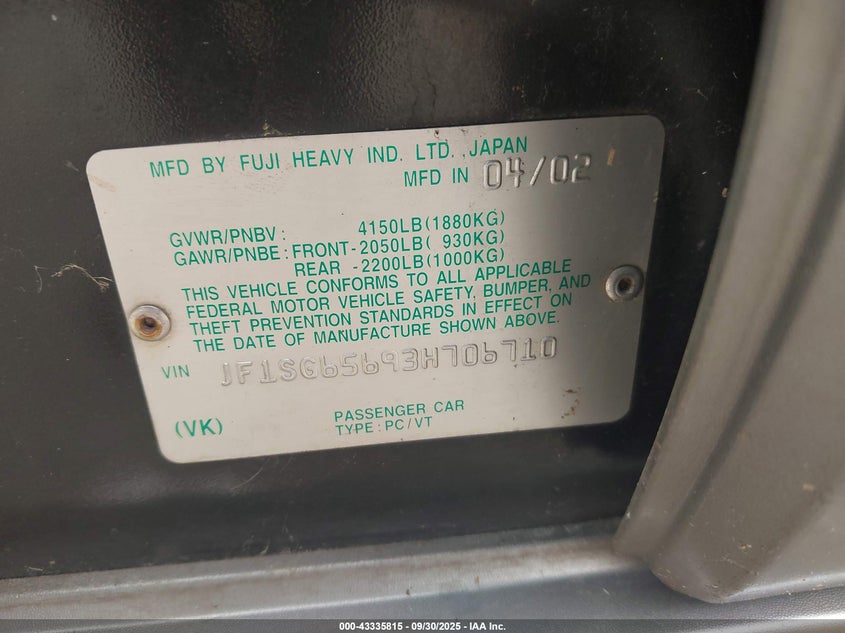 MFD BY FUJI HEAVY IND. LTD. JAPAN
MFD IN 04/02
GVWR/PNBV: 4150LB(1880KG)
GAWR/PNBE: FRONT-2050LB( 930KG)
REAR -2200LB(1000KG)
THIS VEHICLE CONFORMS TO ALL APPLICABLE
FEDERAL MOTOR VEHICLE SAFETY, BUMPER, AND
THEFT PREVENTION STANDARDS IN EFFECT ON
THE DATE OF MANUFACTURE SHOWN ABOVE.
VIN JF1SG65693H706710
(VK) PASSENGER CAR
TYPE: PC/VT
000-43335815 - 09/30/2025 - IAA Inc.